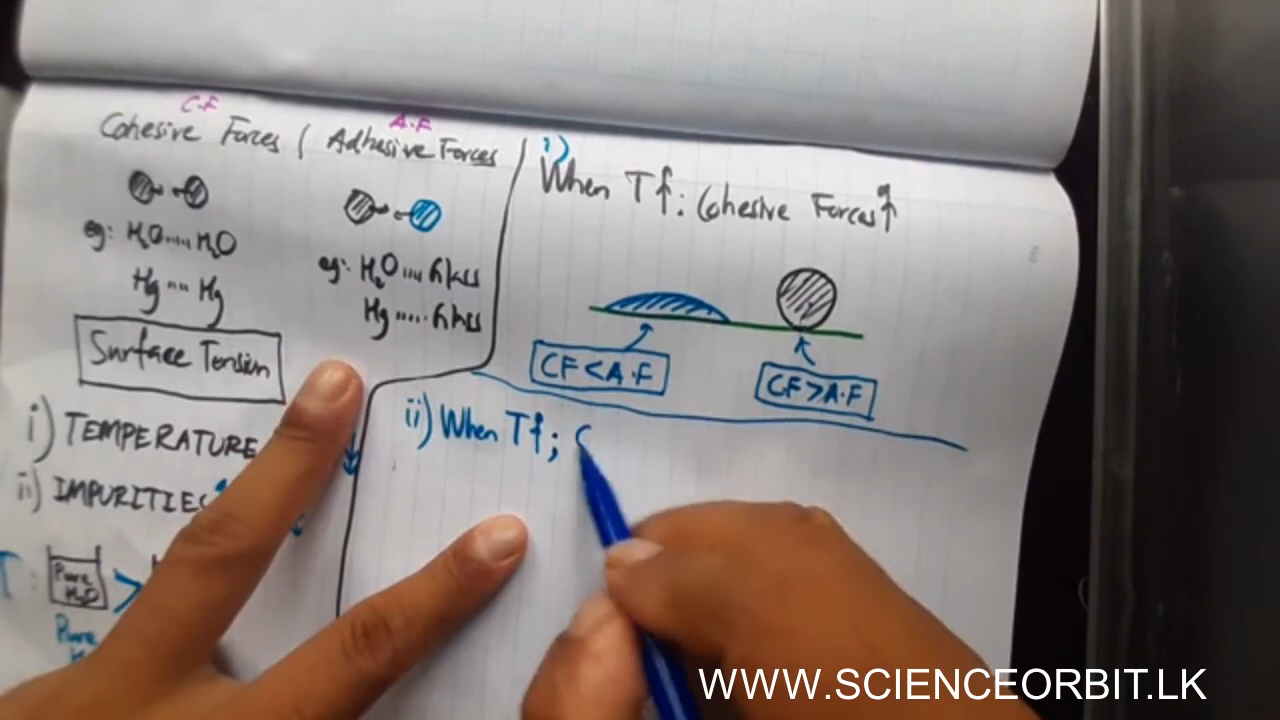 C.F
A.F
Cohesive Forces / Adhesive Forces
eg: H₂O....H₂O
Hg ... Hg
eg: H₂O ... Glass
Hg ..... Glass
Surface Tension
i) TEMPERATURE
ii) IMPURITIES
T :
Pure
H₂O
>
Pure
i)
When T↑: Cohesive Forces↑
CF < A.F
CF > A.F
ii) When T↑; C
WWW.SCIENCEORBIT.LK